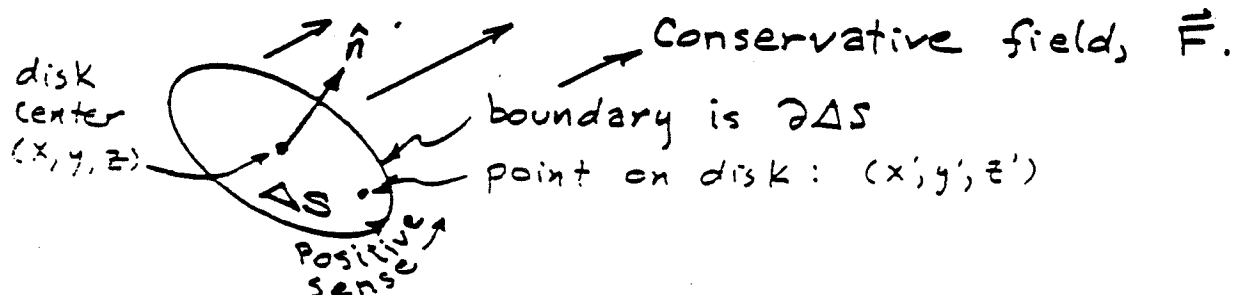 Conservative field, F⃗.
n̂
disk
center
(x, y, z)
boundary is ∂ΔS
point on disk: (x', y', z')
ΔS
Positive
sense